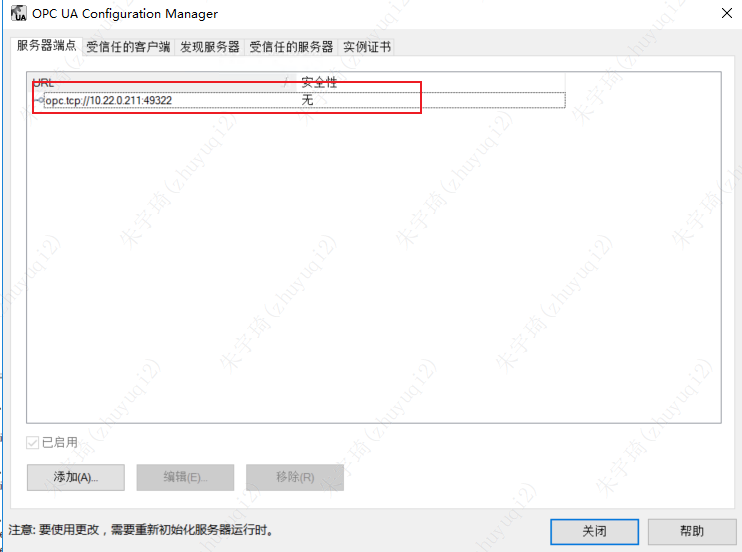 OPC UA Configuration Manager
服务器端点 受信任的客户端 发现服务器 受信任的服务器 实例证书
URL / 安全性
opc.tcp://10.22.0.211:49322 无
已启用
添加(A)... 编辑(E)... 移除(R)
注意: 要使用更改，需要重新初始化服务器运行时。
关闭 帮助
朱宇琦(zhuyuqi2)